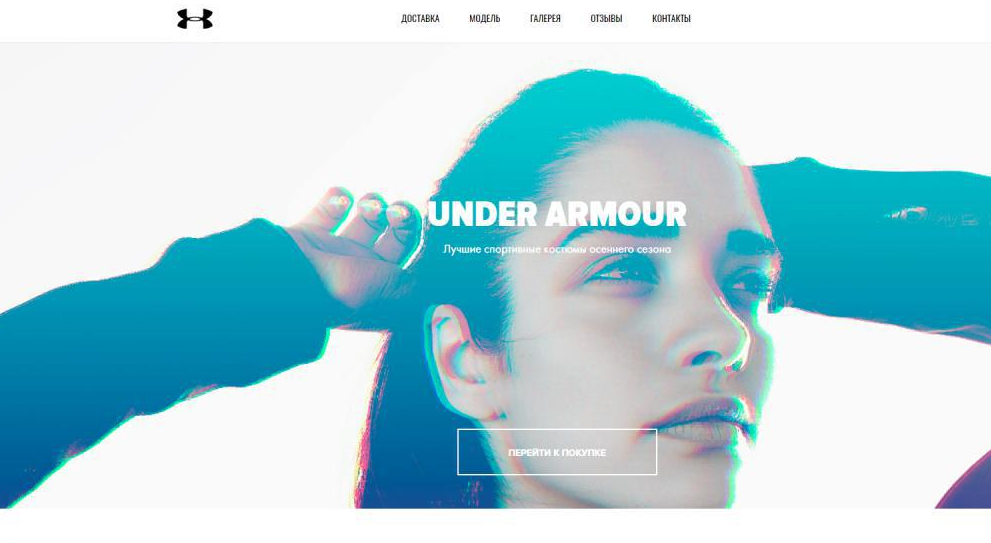 ДОСТАВКА МОДЕЛЬ ГАЛЕРЕЯ ОТЗЫВЫ КОНТАКТЫ
UNDER ARMOUR
Лучшие спортивные костюмы осеннего сезона
ПЕРЕЙТИ К ПОКУПКЕ